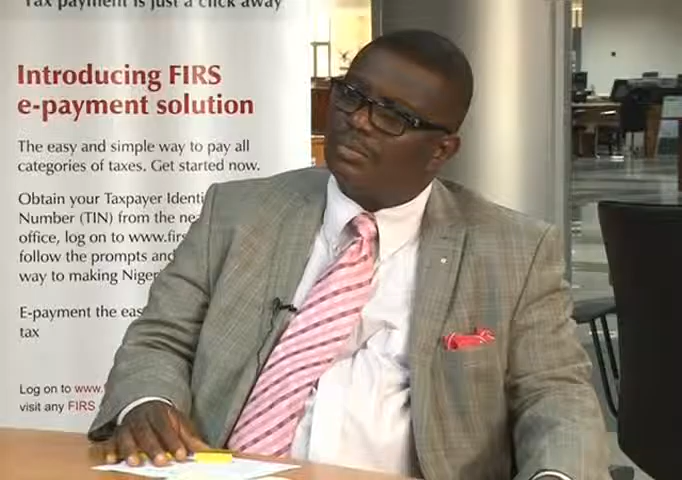 Tax payment is just a click away
Introducing FIRS
e-payment solution
The easy and simple way to pay all
categories of taxes. Get started now.
Obtain your Taxpayer Identi
Number (TIN) from the nea
office, log on to www.firs
follow the prompts and
way to making Nigeri
E-payment the eas
tax
Log on to www.
visit any FIRS